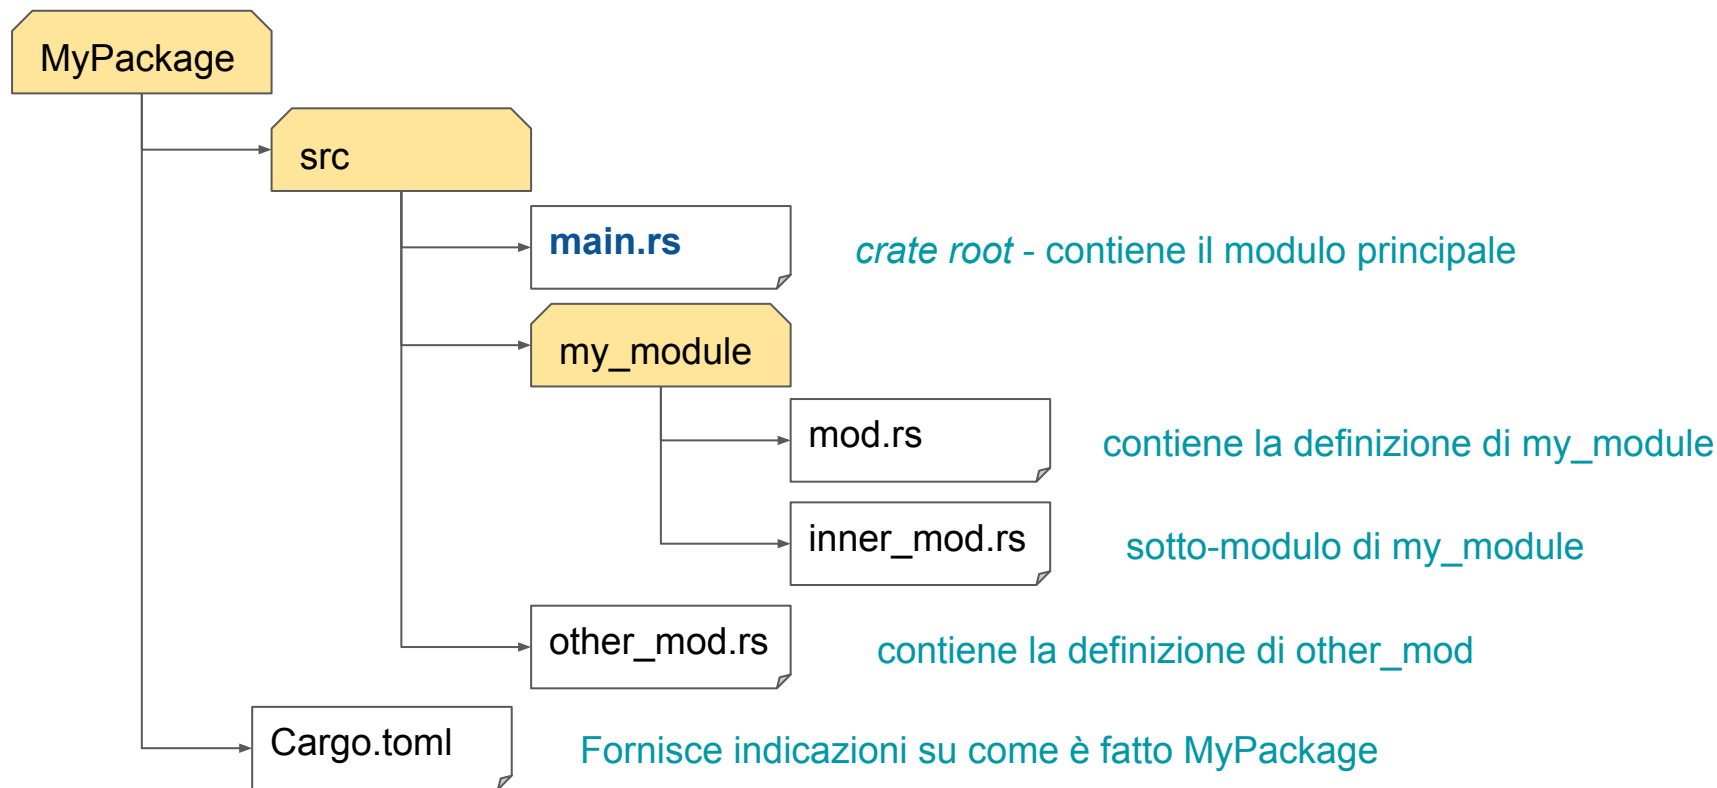 MyPackage
src
main.rs
crate root - contiene il modulo principale
my_module
mod.rs
contiene la definizione di my_module
inner_mod.rs
sotto-modulo di my_module
other_mod.rs
contiene la definizione di other_mod
Cargo.toml
Fornisce indicazioni su come è fatto MyPackage